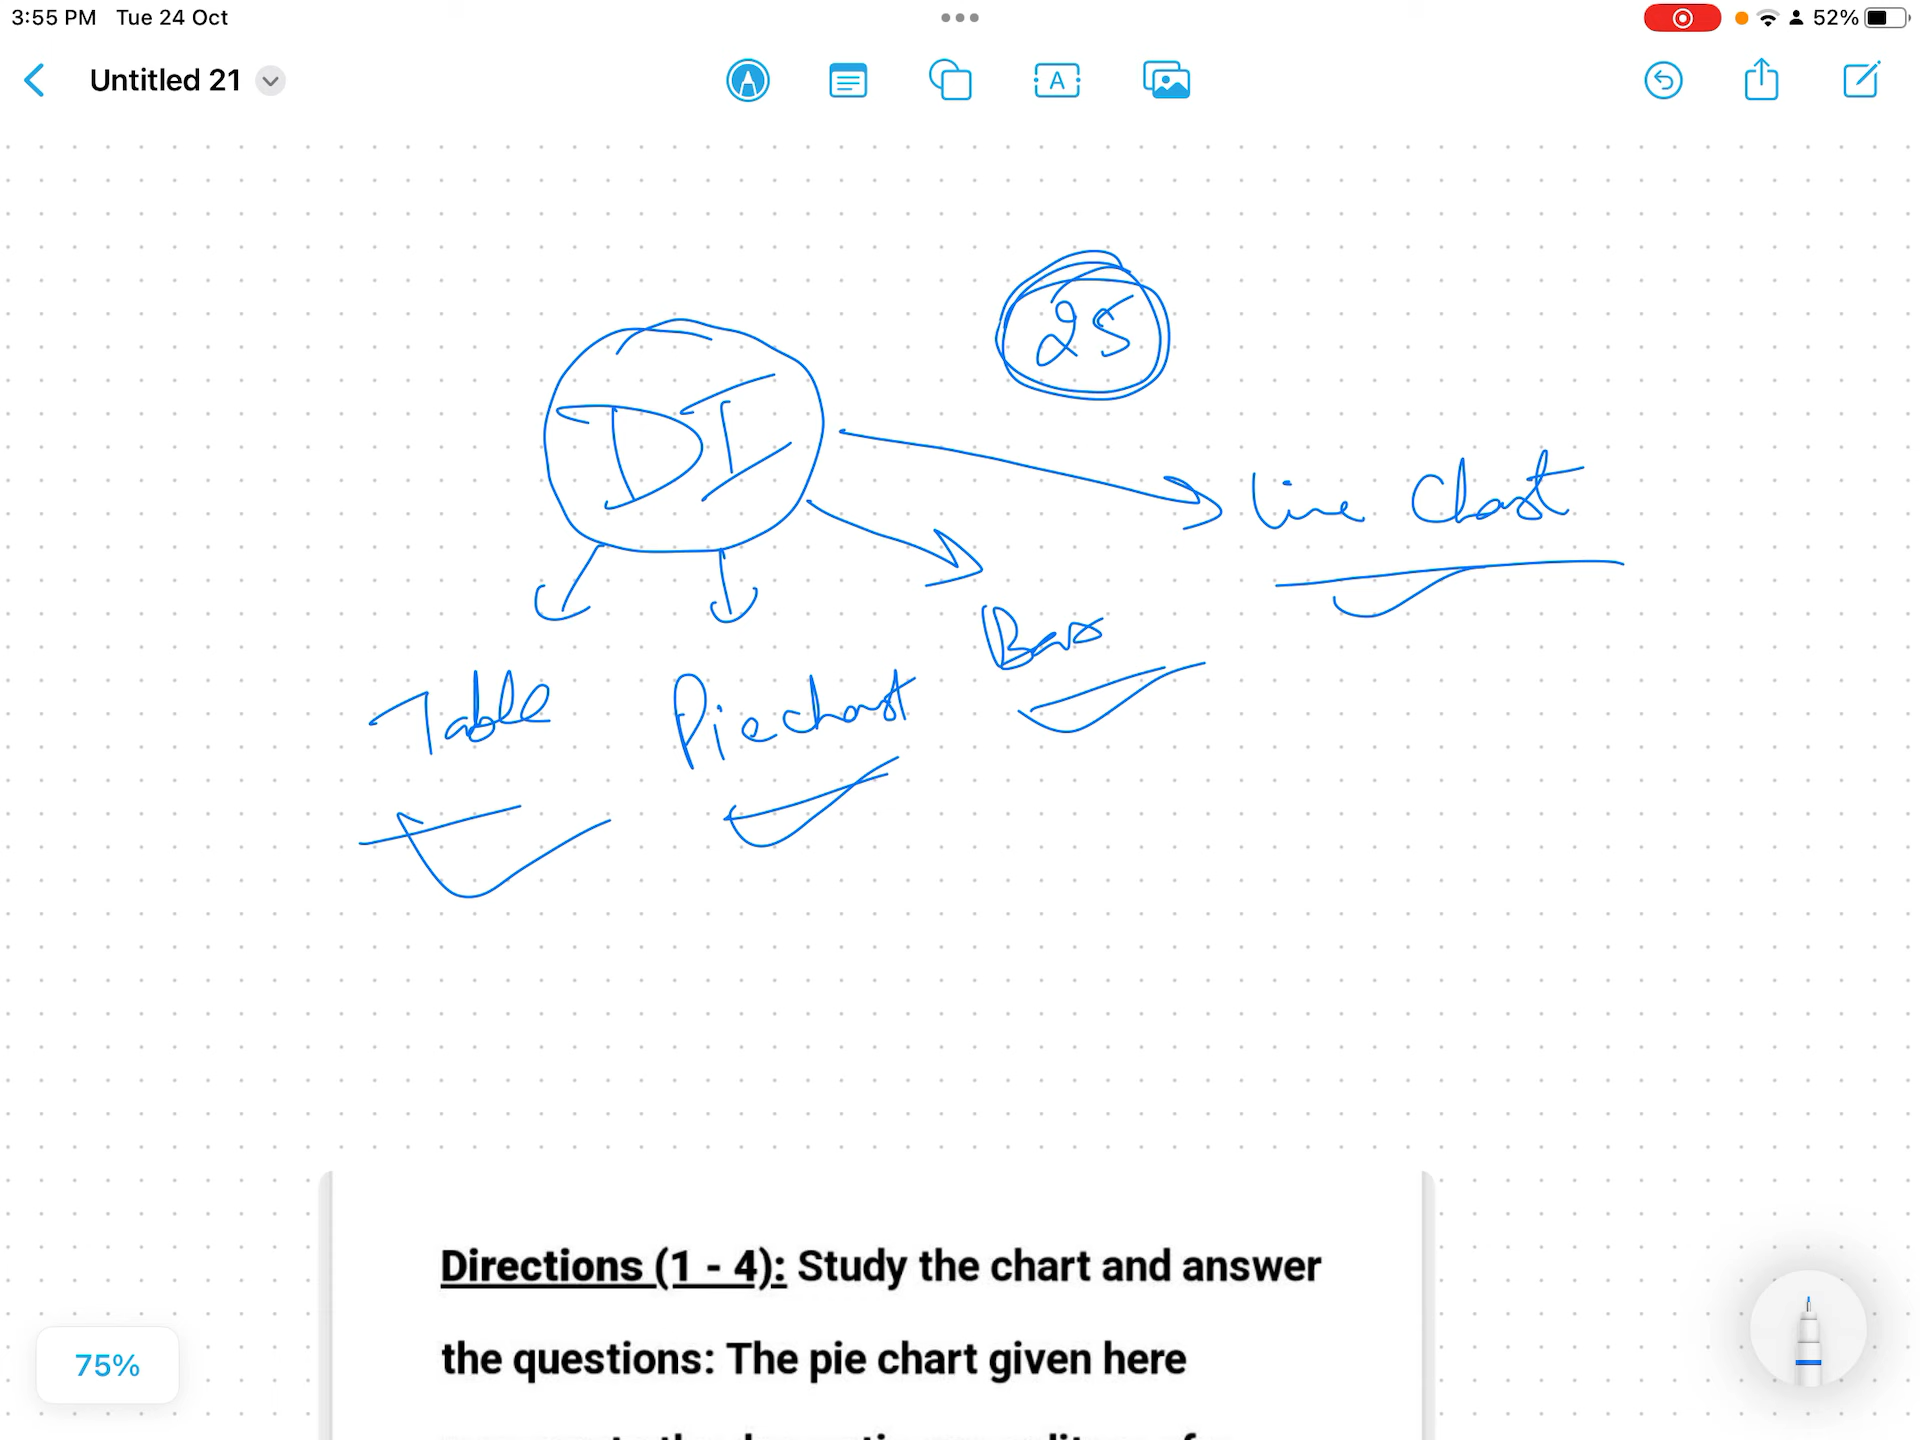 3:55 PM Tue 24 Oct
52%
Untitled 21
A
25
DI
Line Chart
Bar
Table
Piechart
Directions (1 - 4): Study the chart and answer
the questions: The pie chart given here
75%